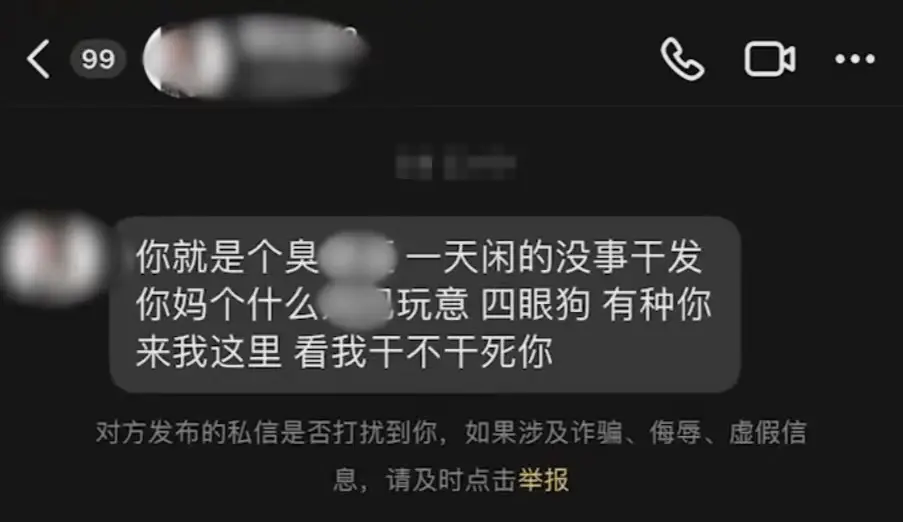 99
你就是个臭 一天闲的没事干发
你妈个什么 玩意 四眼狗 有种你
来我这里 看我干不干死你
对方发布的私信是否打扰到你，如果涉及诈骗、侮辱、虚假信
息，请及时点击举报